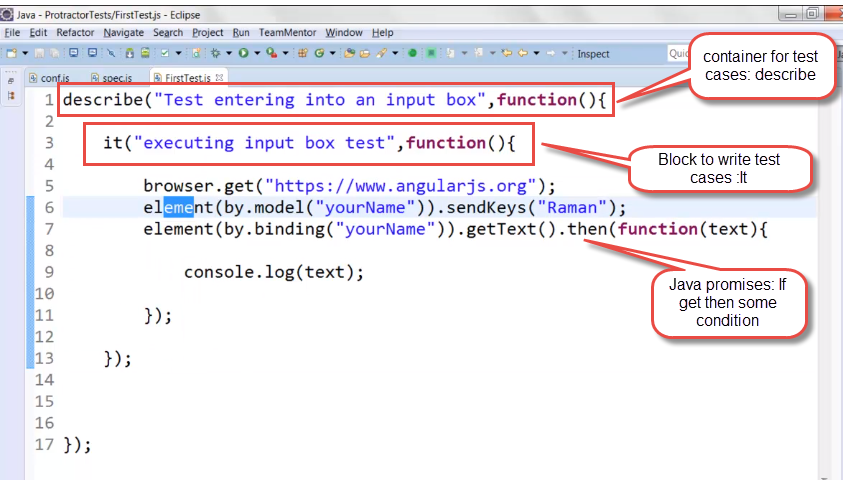 Java - ProtractorTests/FirstTest.js - Eclipse
File Edit Refactor Navigate Search Project Run TeamMentor Window Help
Inspect
conf.js spec.js FirstTest.js
container for test
cases: describe
1 describe("Test entering into an input box",function(){
2
3 it("executing input box test",function(){
Block to write test
cases :It
4
5 browser.get("https://www.angularjs.org");
6 element(by.model("yourName")).sendKeys("Raman");
7 element(by.binding("yourName")).getText().then(function(text){
8
9 console.log(text);
Java promises: If
get then some
condition
10
11 });
12
13 });
14
15
16
17 });